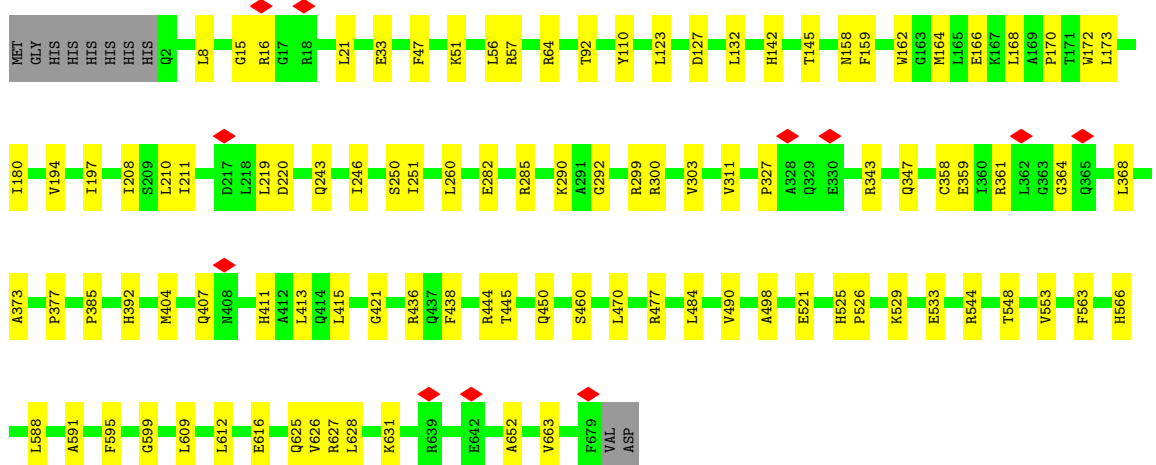 MET GLY HIS HIS HIS HIS HIS HIS Q2 L8 G15 R16 G17 R18 L21 E33 F47 K51 L56 R57 R64 T92 Y110 L123 D127 L132 H142 T145 N158 F159 W162 G163 M164 L165 E166 K167 L168 A169 P170 T171 W172 L173
I180 V194 I197 I208 S209 L210 I211 D217 L218 L219 D220 Q243 I246 S250 I251 L260 E282 R285 K290 A291 G292 R299 R300 V303 V311 P327 A328 Q329 E330 R343 Q347 C358 E359 I360 R361 L362 G363 G364 Q365 L368
A373 P377 P385 H392 M404 Q407 N408 H411 A412 L413 Q414 L415 G421 R436 Q437 F438 R444 T445 Q450 S460 L470 R477 L484 V490 A498 E521 H525 P526 K529 E533 R544 T548 V553 F563 H566
L588 A591 F595 G599 L609 L612 E616 Q625 V626 R627 L628 K631 R639 E642 A652 V663 F679 VAL ASP